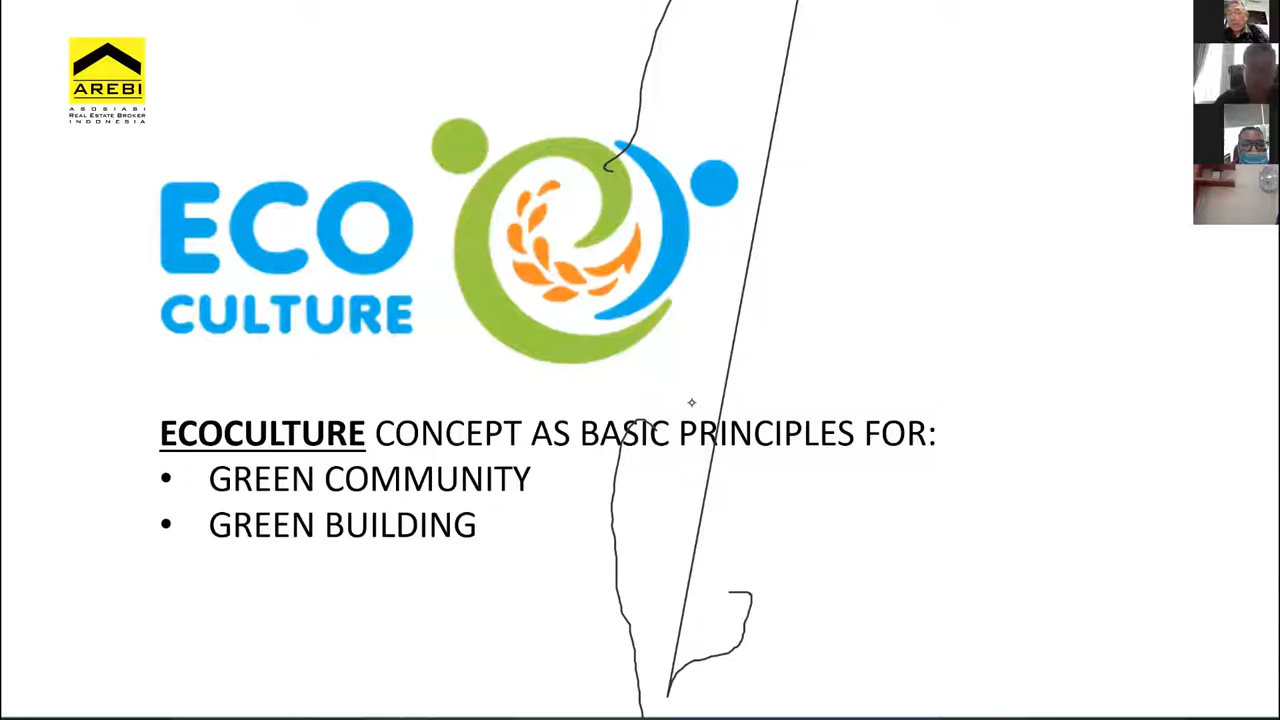 AREBI
ASOSIASI
REAL ESTATE BROKER
INDONESIA
ECO
CULTURE
ECOCULTURE CONCEPT AS BASIC PRINCIPLES FOR:
• GREEN COMMUNITY
• GREEN BUILDING